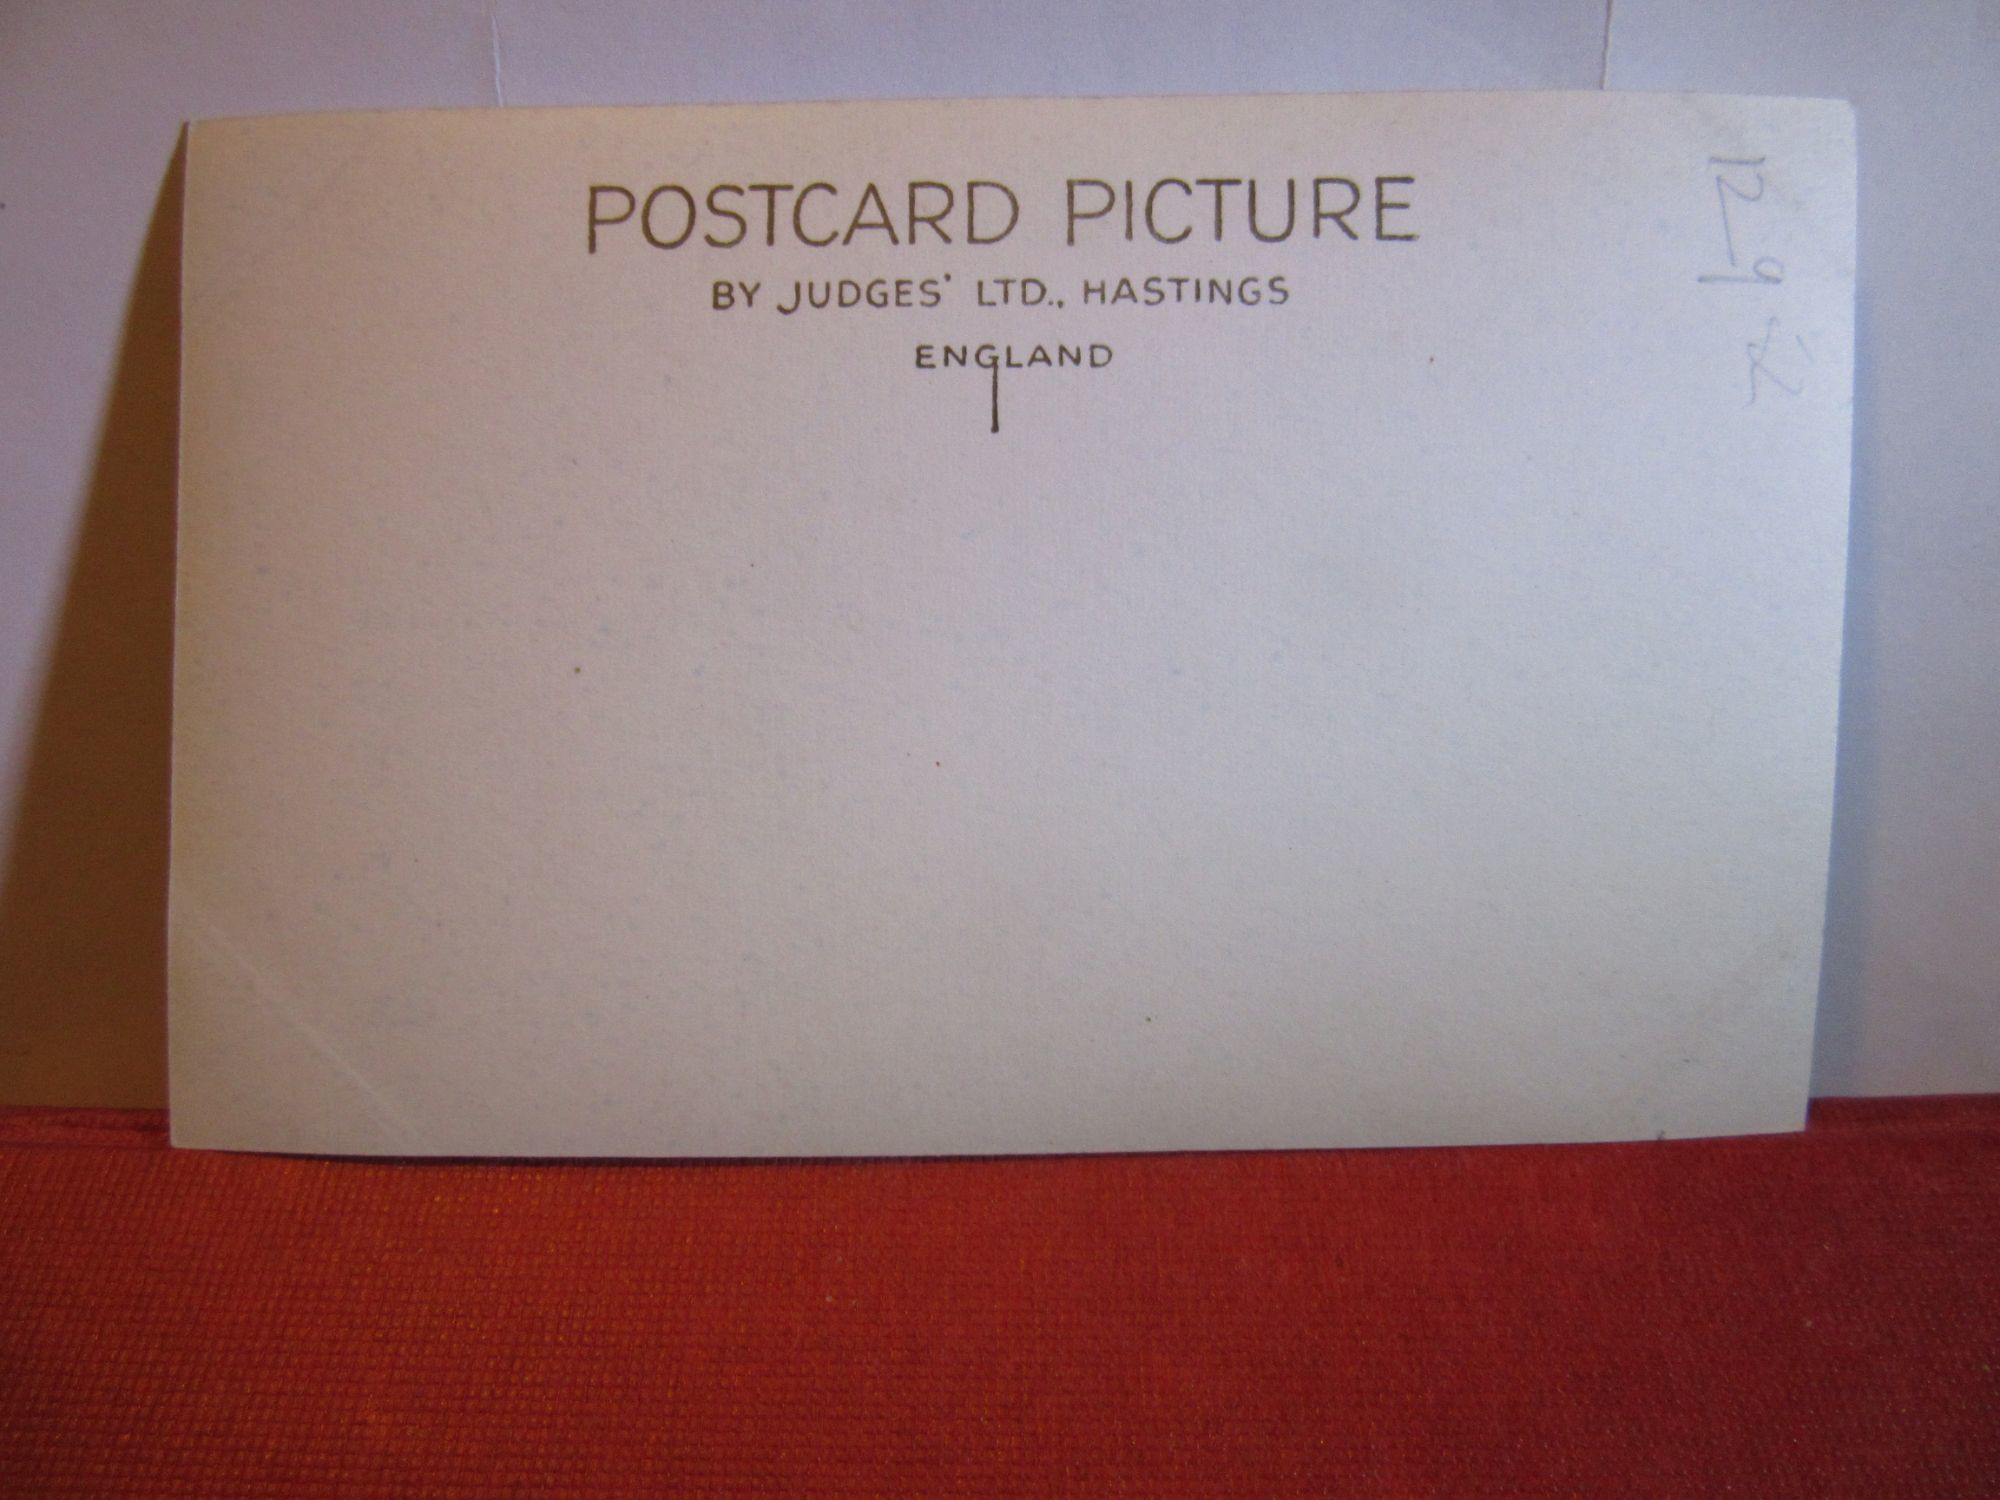 POSTCARD PICTURE
BY JUDGES' LTD., HASTINGS
ENGLAND